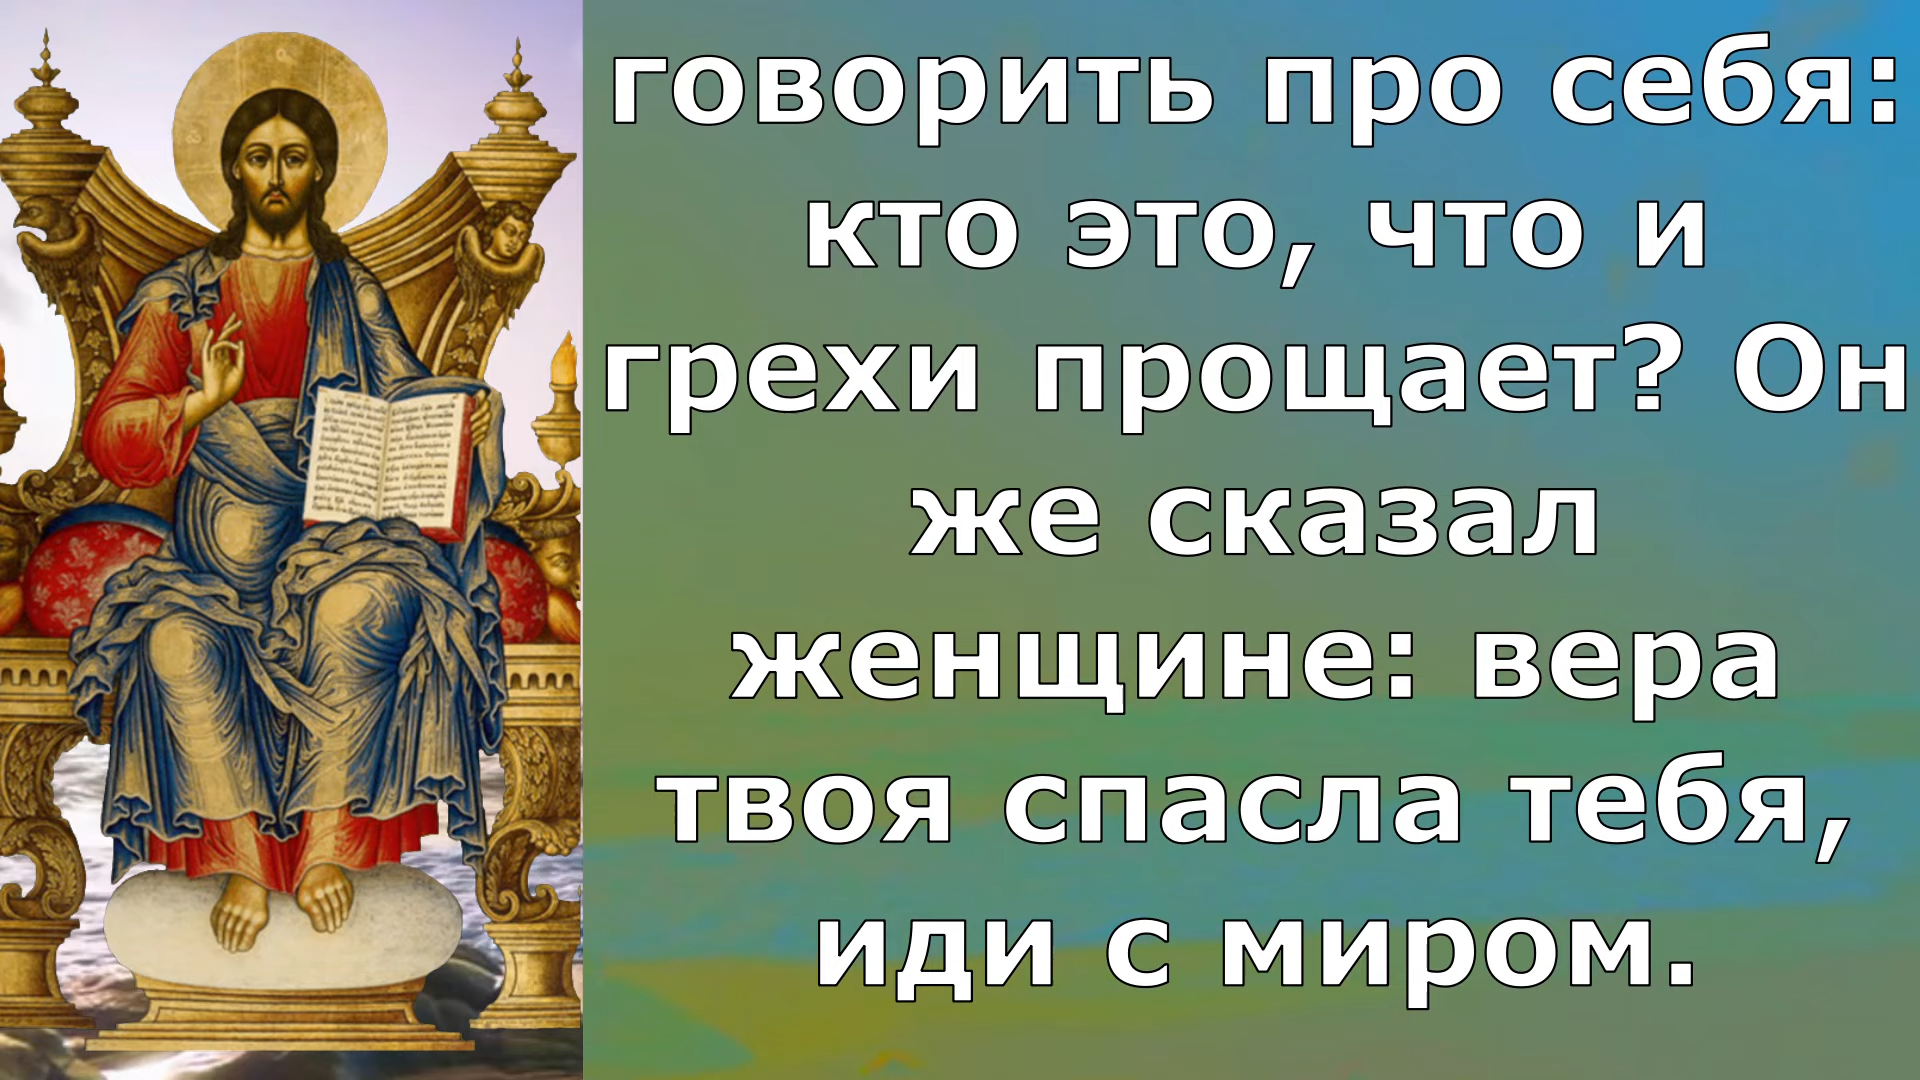 говорить про себя:
кто это, что и
грехи прощает? Он
же сказал
женщине: вера
твоя спасла тебя,
иди с миром.